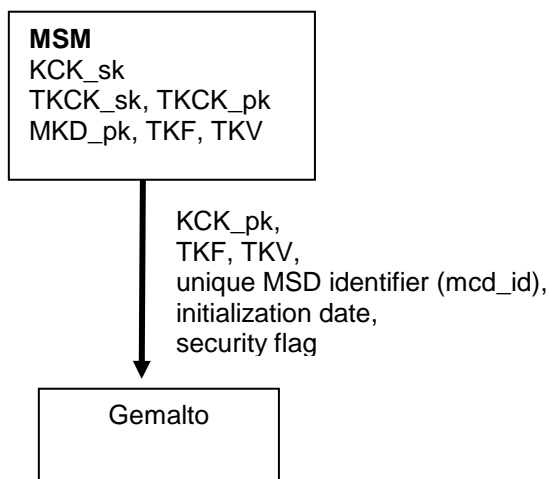 MSM
KCK_sk
TKCK_sk, TKCK_pk
MKD_pk, TKF, TKV
KCK_pk,
TKF, TKV,
unique MSD identifier (mcd_id),
initialization date,
security flag
Gemalto